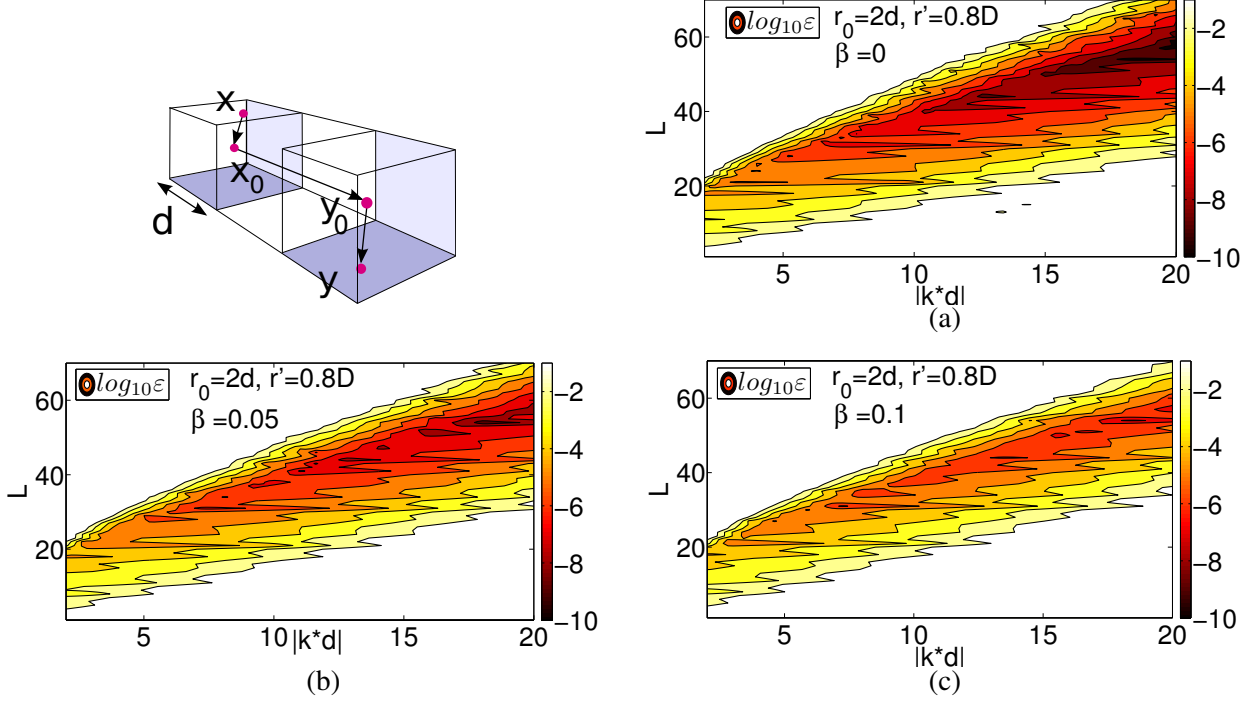 x
x₀
d
y₀
y
log₁₀ε
r₀=2d, r'=0.8D
β =0
60
40
20
L
5
10
15
20
|k*d|
−2
−4
−6
−8
−10
(a)
log₁₀ε
r₀=2d, r'=0.8D
β =0.05
60
40
20
L
5
10
15
20
|k*d|
−2
−4
−6
−8
−10
(b)
log₁₀ε
r₀=2d, r'=0.8D
β =0.1
60
40
20
L
5
10
15
20
|k*d|
−2
−4
−6
−8
−10
(c)